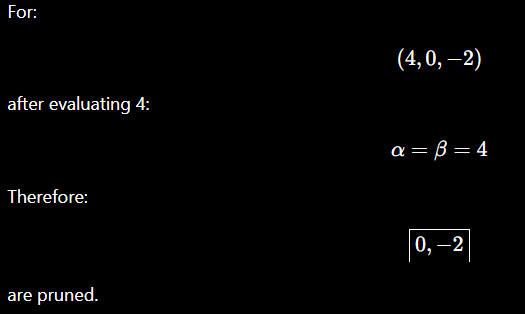 For:
(4, 0, −2)
after evaluating 4:
α = β = 4
Therefore:
0, −2
are pruned.